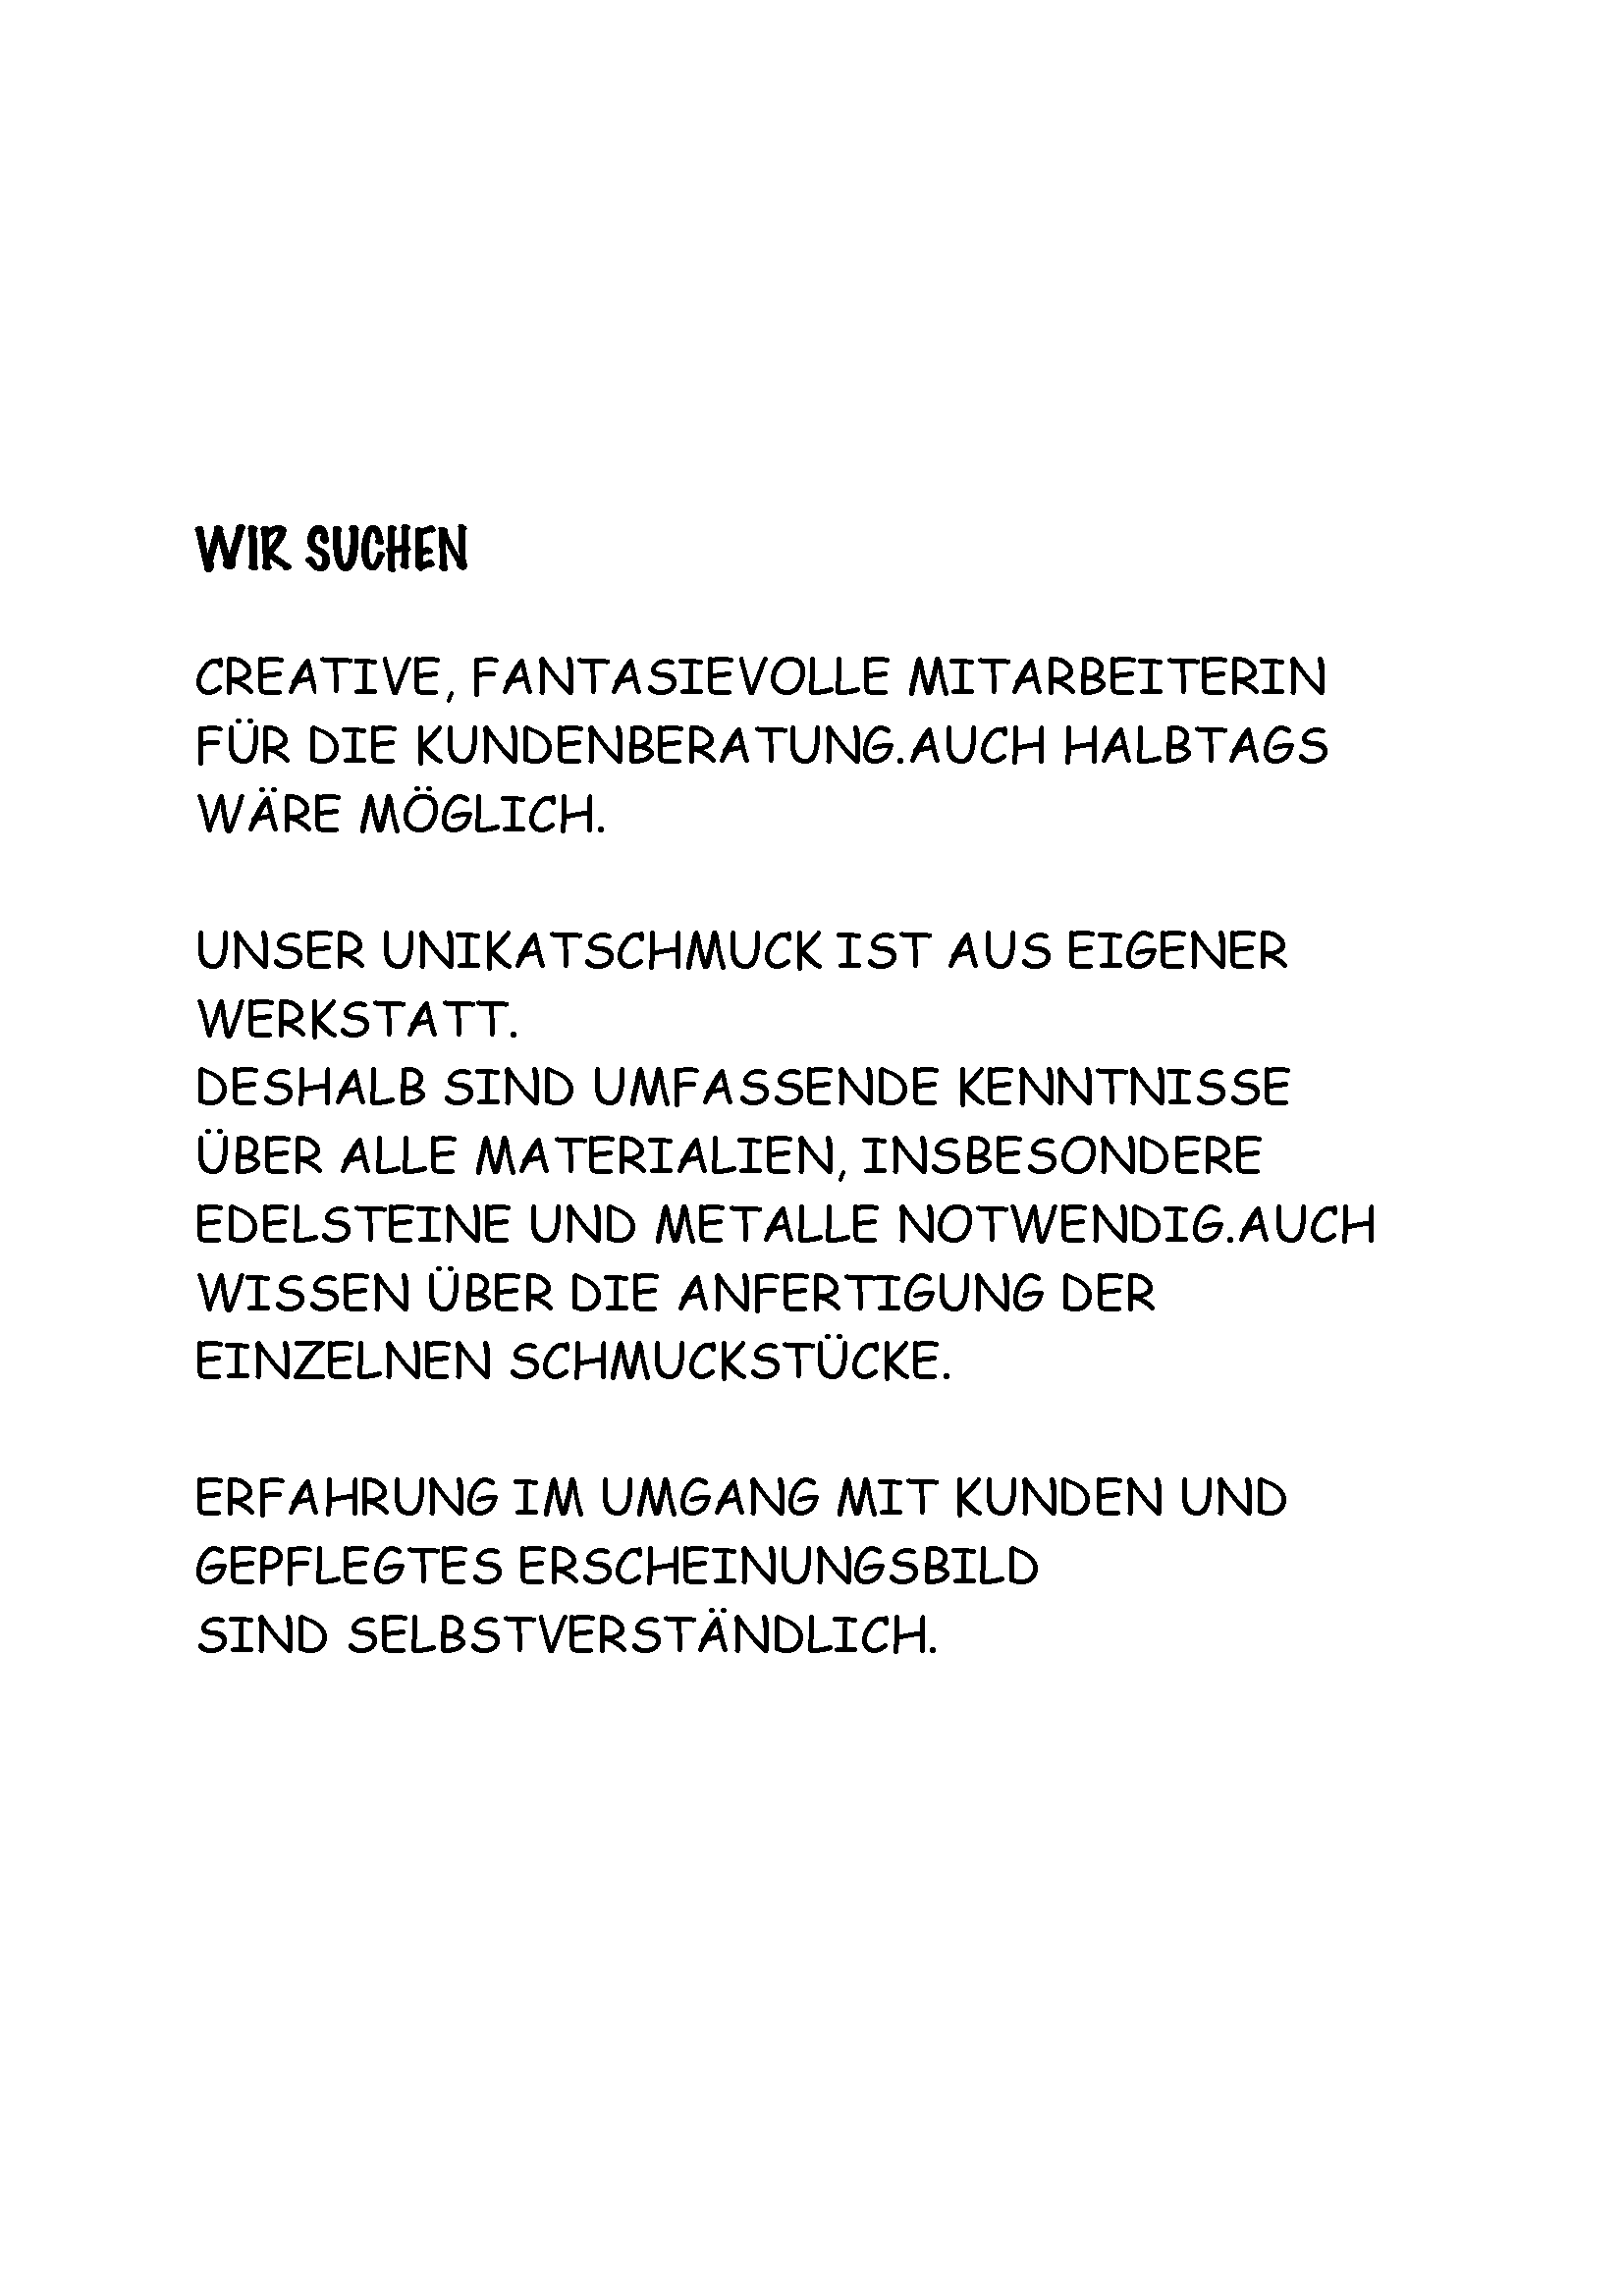 WIR SUCHEN
CREATIVE, FANTASIEVOLLE MITARBEITERIN
FÜR DIE KUNDENBERATUNG.AUCH HALBTAGS
WÄRE MÖGLICH.
UNSER UNIKATSCHMUCK IST AUS EIGENER
WERKSTATT.
DESHALB SIND UMFASSENDE KENNTNISSE
ÜBER ALLE MATERIALIEN, INSBESONDERE
EDELSTEINE UND METALLE NOTWENDIG.AUCH
WISSEN ÜBER DIE ANFERTIGUNG DER
EINZELNEN SCHMUCKSTÜCKE.
ERFAHRUNG IM UMGANG MIT KUNDEN UND
GEPFLEGTES ERSCHEINUNGSBILD
SIND SELBSTVERSTÄNDLICH.